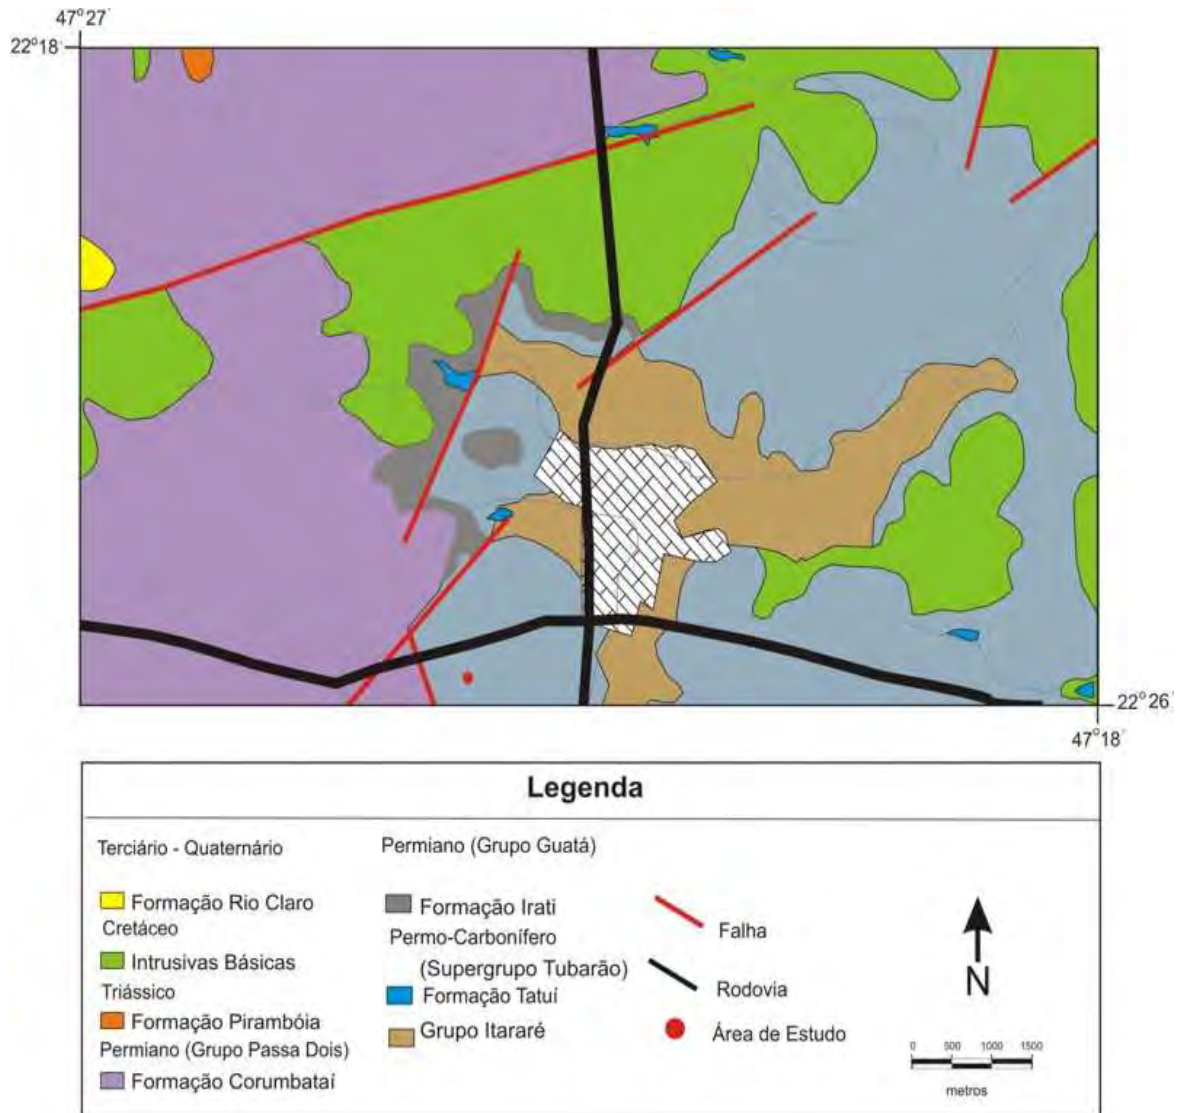 47°27'
22°18'
22°26'
47°18'
Legenda
Terciário - Quaternário
Formação Rio Claro
Cretáceo
Intrusivas Básicas
Triássico
Formação Pirambóia
Permiano (Grupo Passa Dois)
Formação Corumbataí
Permiano (Grupo Guatá)
Formação Irati
Permo-Carbonífero
(Supergrupo Tubarão)
Formação Tatuí
Grupo Itararé
Falha
Rodovia
Área de Estudo
N
0 500 1000 1500
metros